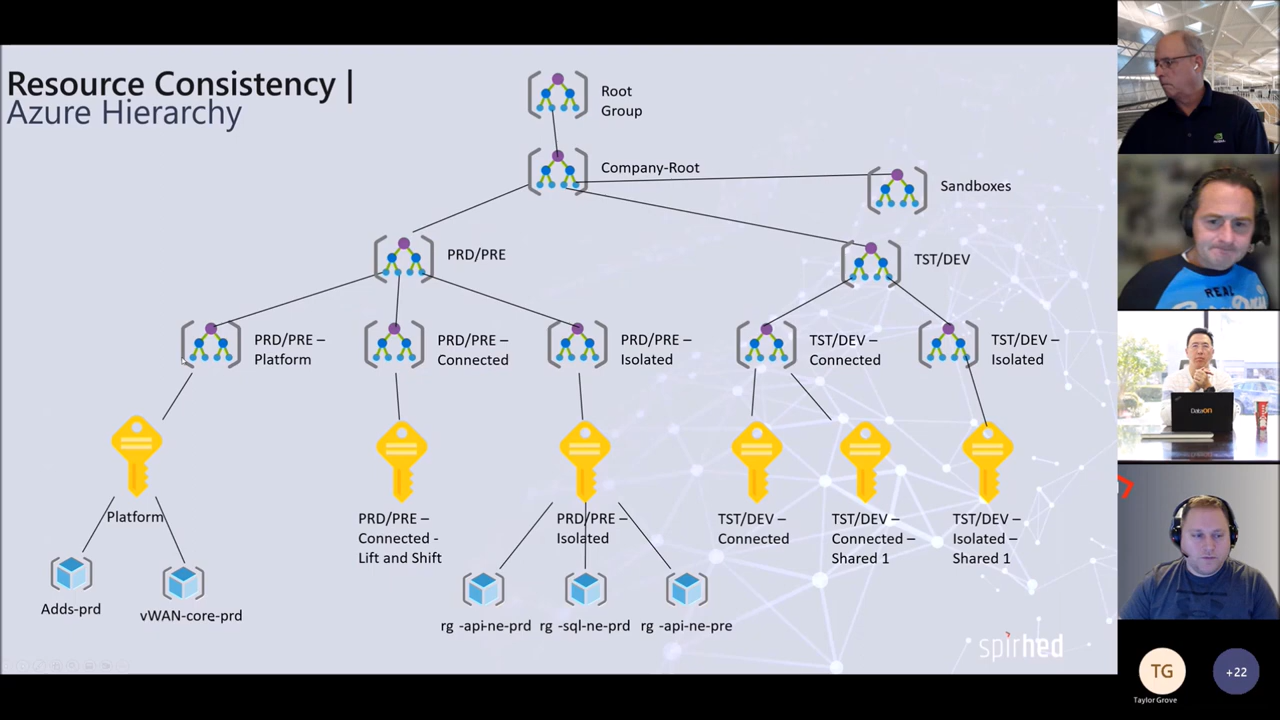 Resource Consistency |
Azure Hierarchy
Root
Group
Company-Root
Sandboxes
PRD/PRE
TST/DEV
PRD/PRE –
Platform
PRD/PRE –
Connected
PRD/PRE –
Isolated
TST/DEV –
Connected
TST/DEV –
Isolated
Platform
PRD/PRE –
Connected -
Lift and Shift
PRD/PRE –
Isolated
TST/DEV –
Connected
TST/DEV –
Connected –
Shared 1
TST/DEV –
Isolated –
Shared 1
Adds-prd
vWAN-core-prd
rg -api-ne-prd
rg -sql-ne-prd
rg -api-ne-pre
spirhed
REAL
DataON
TG
Taylor Grove
+22